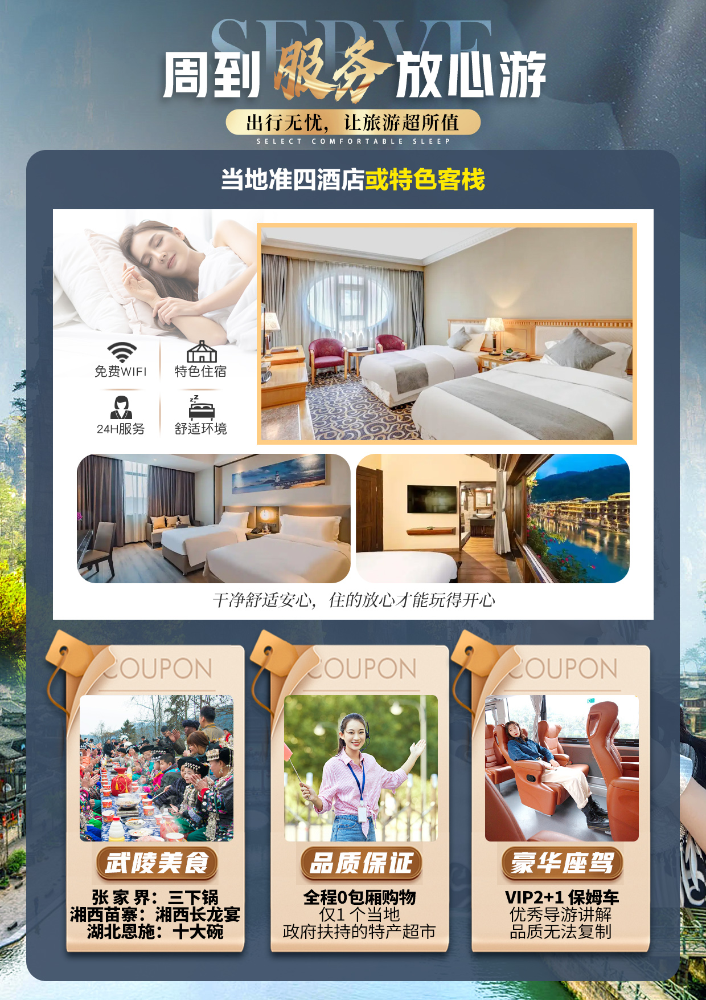 SERVE
周到服务放心游
出行无忧，让旅游超所值
SELECT COMFORTABLE SLEEP
当地准四酒店或特色客栈
免费WIFI
特色住宿
24H服务
舒适环境
干净舒适安心，住的放心才能玩得开心
COUPON
武陵美食
张家界：三下锅
湘西苗寨：湘西长龙宴
湖北恩施：十大碗
COUPON
品质保证
全程0包厢购物
仅1个当地
政府扶持的特产超市
COUPON
豪华座驾
VIP2+1 保姆车
优秀导游讲解
品质无法复制